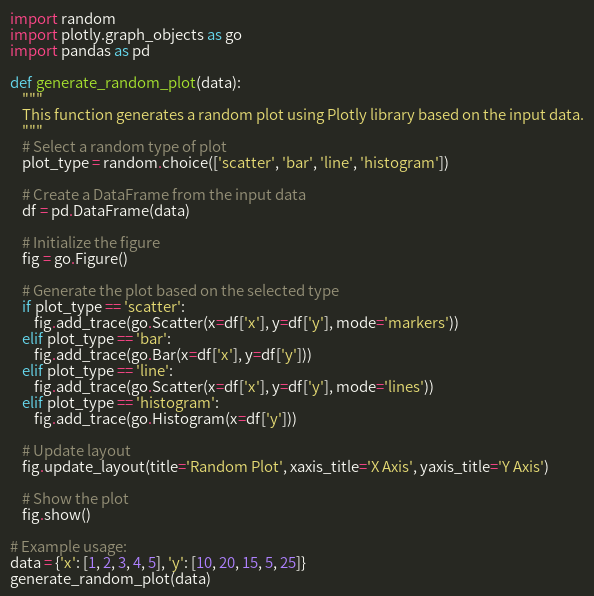 import random
import plotly.graph_objects as go
import pandas as pd

def generate_random_plot(data):
    """
    This function generates a random plot using Plotly library based on the input data.
    """
    # Select a random type of plot
    plot_type = random.choice(['scatter', 'bar', 'line', 'histogram'])

    # Create a DataFrame from the input data
    df = pd.DataFrame(data)

    # Initialize the figure
    fig = go.Figure()

    # Generate the plot based on the selected type
    if plot_type == 'scatter':
        fig.add_trace(go.Scatter(x=df['x'], y=df['y'], mode='markers'))
    elif plot_type == 'bar':
        fig.add_trace(go.Bar(x=df['x'], y=df['y']))
    elif plot_type == 'line':
        fig.add_trace(go.Scatter(x=df['x'], y=df['y'], mode='lines'))
    elif plot_type == 'histogram':
        fig.add_trace(go.Histogram(x=df['y']))

    # Update layout
    fig.update_layout(title='Random Plot', xaxis_title='X Axis', yaxis_title='Y Axis')

    # Show the plot
    fig.show()

# Example usage:
data = {'x': [1, 2, 3, 4, 5], 'y': [10, 20, 15, 5, 25]}
generate_random_plot(data)